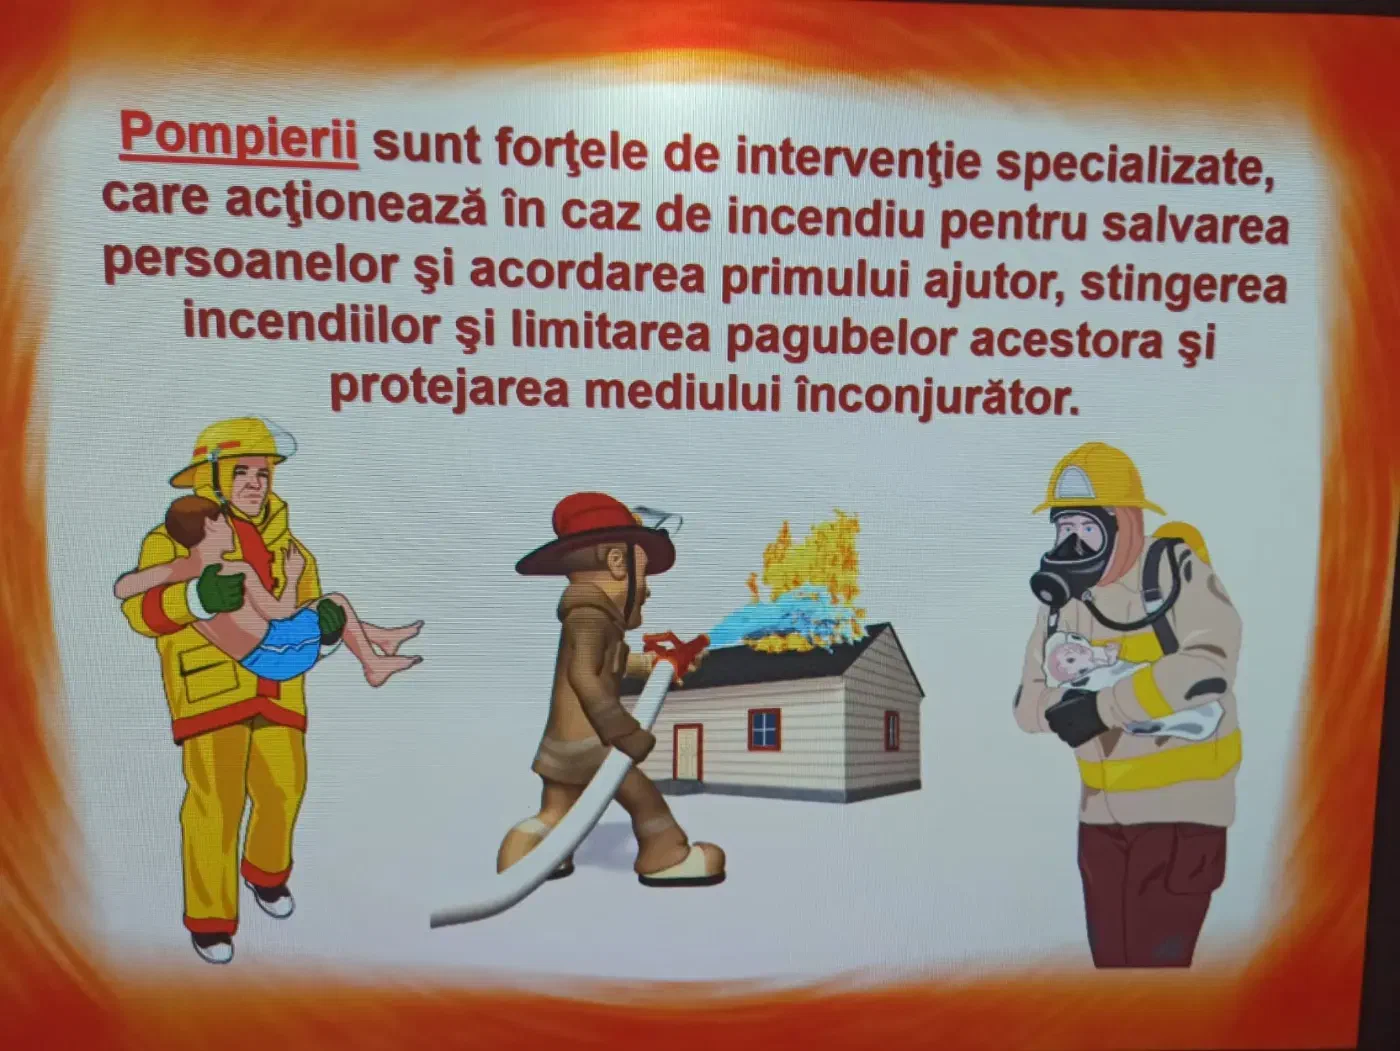 Pompierii sunt forţele de intervenţie specializate,
care acţionează în caz de incendiu pentru salvarea
persoanelor şi acordarea primului ajutor, stingerea
incendiilor şi limitarea pagubelor acestora şi
protejarea mediului înconjurător.